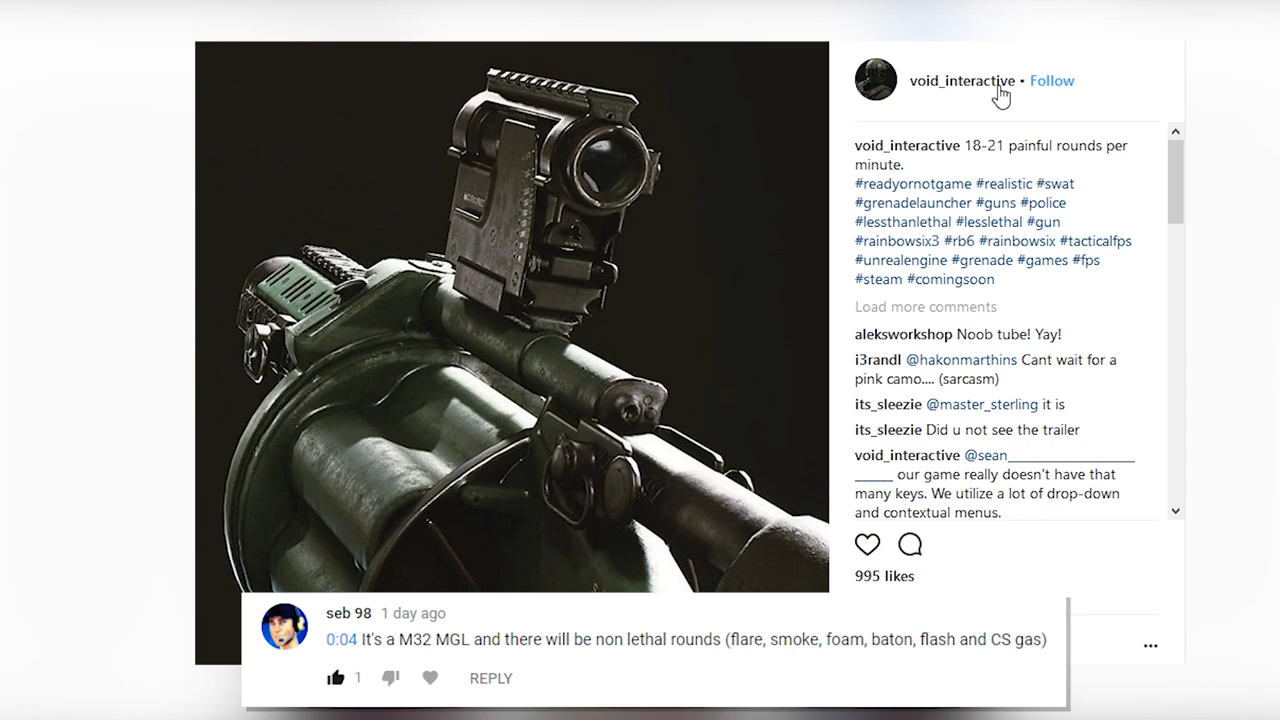 void_interactive • Follow
void_interactive 18-21 painful rounds per
minute.
#readyornotgame #realistic #swat
#grenadelauncher #guns #police
#lessthanlethal #lesslethal #gun
#rainbowsix3 #rb6 #rainbowsix #tacticalfps
#unrealengine #grenade #games #fps
#steam #comingsoon
Load more comments
aleksworkshop Noob tube! Yay!
i3randl @hakonmarthins Cant wait for a
pink camo.... (sarcasm)
its_sleezie @master_sterling it is
its_sleezie Did u not see the trailer
void_interactive @sean____________________
______ our game really doesn't have that
many keys. We utilize a lot of drop-down
and contextual menus.
995 likes
seb 98 1 day ago
0:04 It's a M32 MGL and there will be non lethal rounds (flare, smoke, foam, baton, flash and CS gas)
1 REPLY